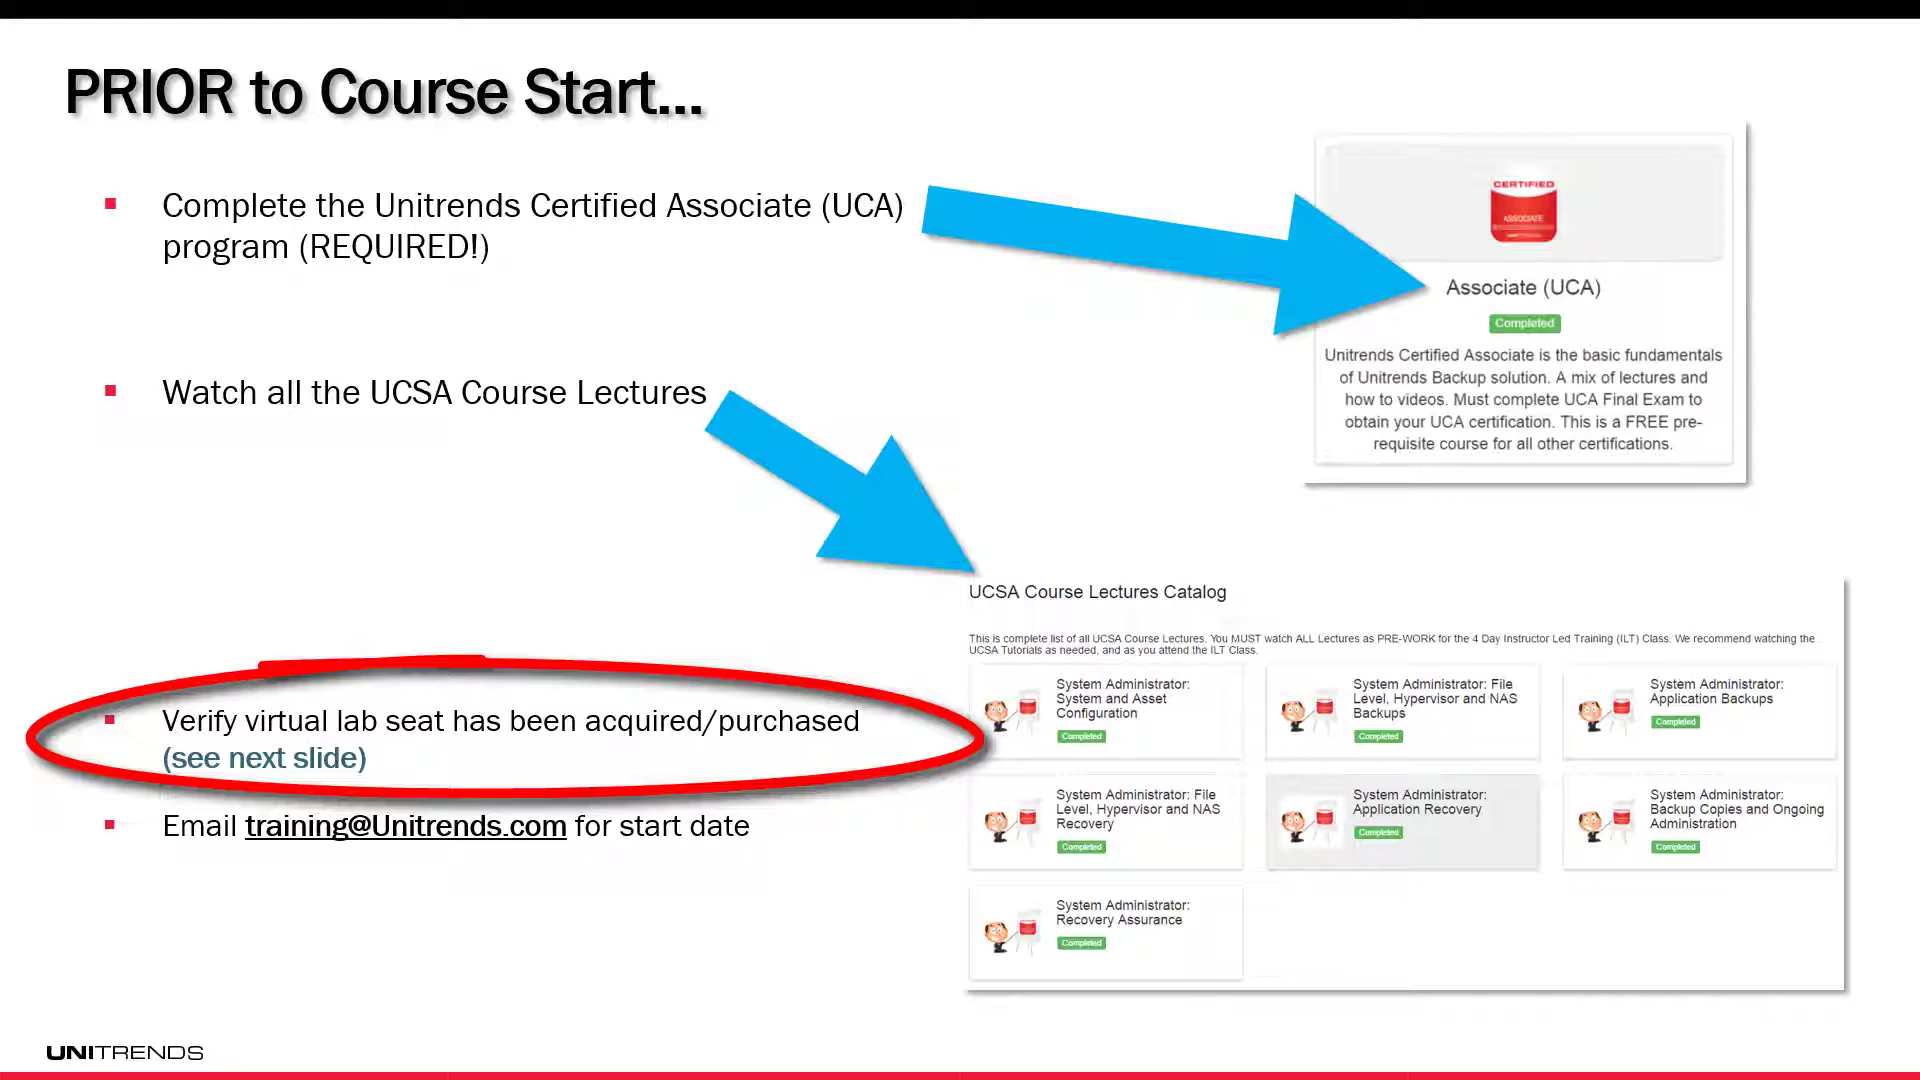 PRIOR to Course Start...
Complete the Unitrends Certified Associate (UCA)
program (REQUIRED!)
Watch all the UCSA Course Lectures
Verify virtual lab seat has been acquired/purchased
(see next slide)
Email training@Unitrends.com for start date
CERTIFIED
ASSOCIATE
Associate (UCA)
Completed
Unitrends Certified Associate is the basic fundamentals
of Unitrends Backup solution. A mix of lectures and
how to videos. Must complete UCA Final Exam to
obtain your UCA certification. This is a FREE pre-
requisite course for all other certifications.
UCSA Course Lectures Catalog
This is complete list of all UCSA Course Lectures. You MUST watch ALL Lectures as PRE-WORK for the 4 Day Instructor Led Training (ILT) Class. We recommend watching the
UCSA Tutorials as needed, and as you attend the ILT Class.
System Administrator:
System and Asset
Configuration
Completed
System Administrator: File
Level, Hypervisor and NAS
Backups
Completed
System Administrator:
Application Backups
Completed
System Administrator: File
Level, Hypervisor and NAS
Recovery
Completed
System Administrator:
Application Recovery
Completed
System Administrator:
Backup Copies and Ongoing
Administration
Completed
System Administrator:
Recovery Assurance
Completed
UNITRENDS